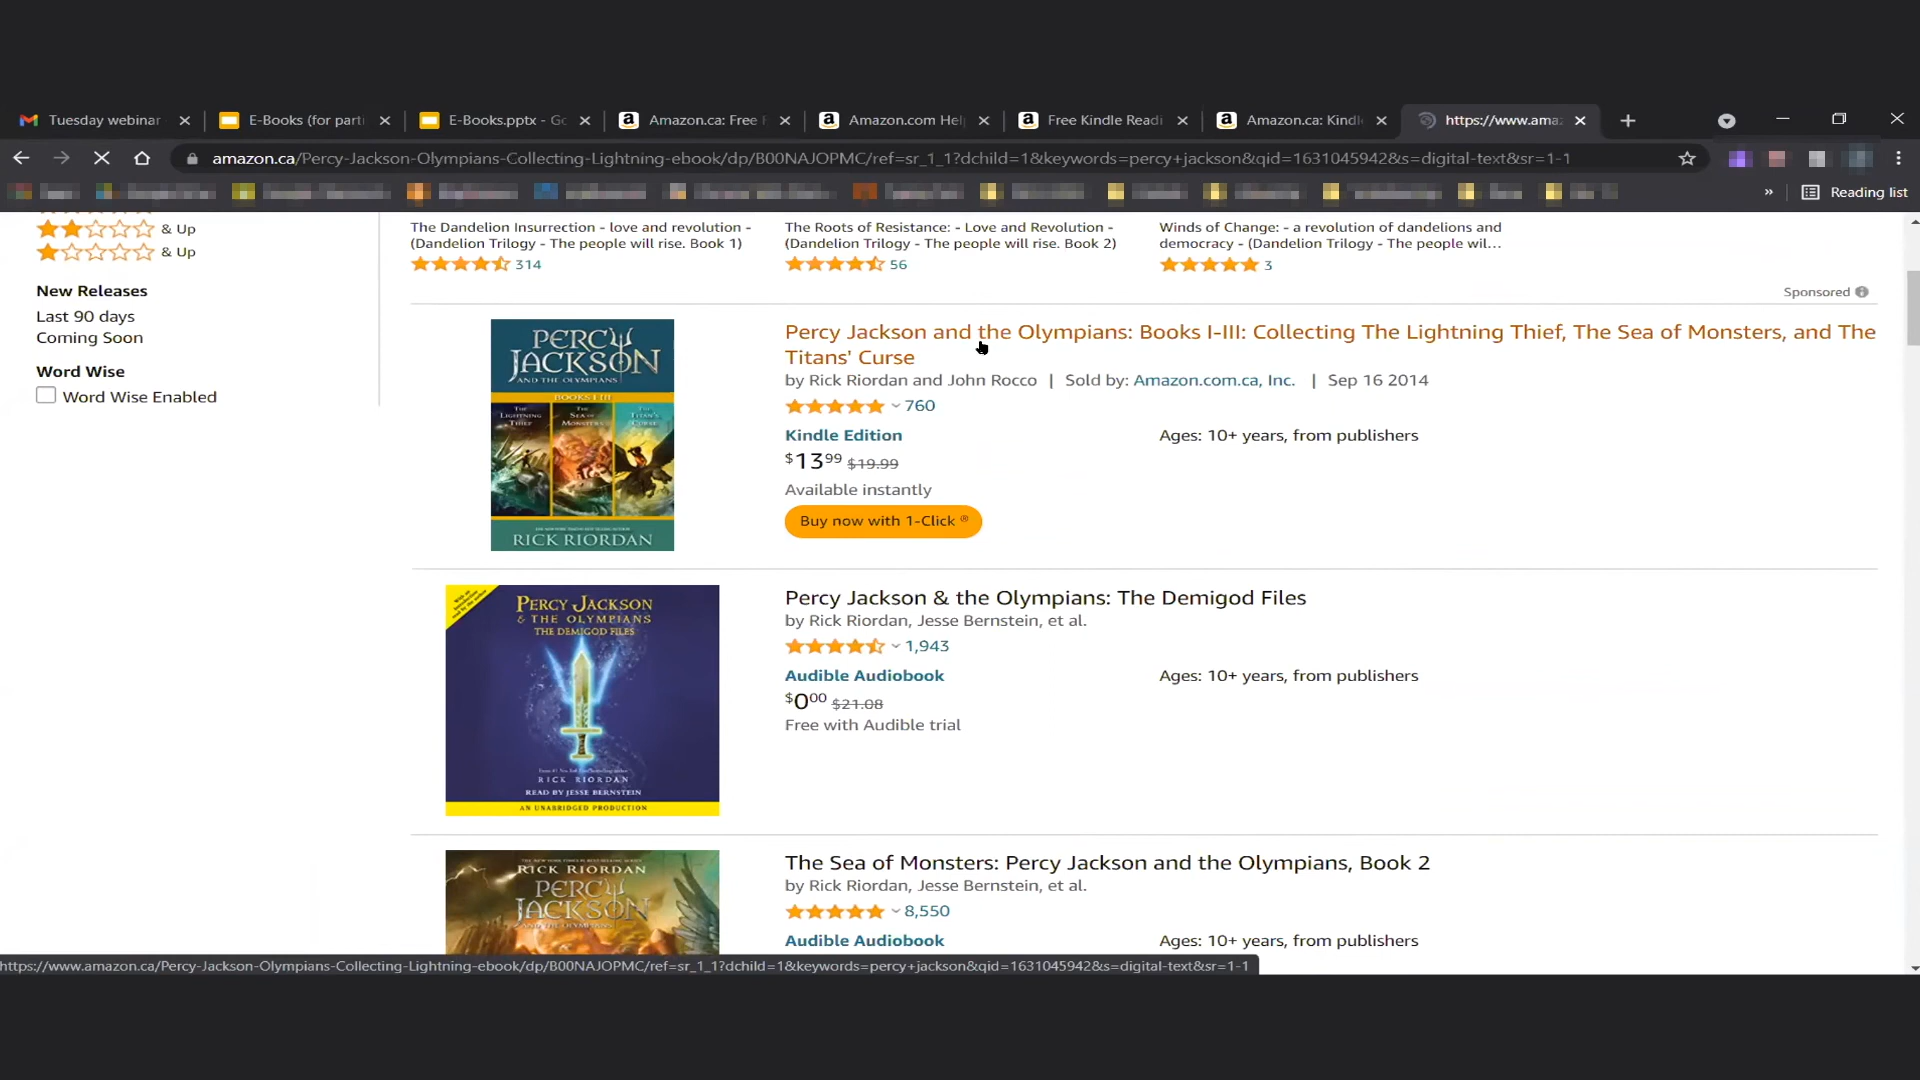 Tuesday webinar
E-Books (for parti
E-Books.pptx - Go
Amazon.ca: Free
Amazon.com Help
Free Kindle Readi
Amazon.ca: Kindl
https://www.ama
amazon.ca/Percy-Jackson-Olympians-Collecting-Lightning-ebook/dp/B00NAJOPMC/ref=sr_1_1?dchild=1&keywords=percy+jackson&qid=1631045942&s=digital-text&sr=1-1
» Reading list
& Up
& Up
New Releases
Last 90 days
Coming Soon
Word Wise
Word Wise Enabled
The Dandelion Insurrection - love and revolution -
(Dandelion Trilogy - The people will rise. Book 1)
314
The Roots of Resistance: - Love and Revolution -
(Dandelion Trilogy - The people will rise. Book 2)
56
Winds of Change: - a revolution of dandelions and
democracy - (Dandelion Trilogy - The people wil...
3
Sponsored
PERCY
JACKSON
AND THE OLYMPIANS
BOOKS I-III
THE LIGHTNING THIEF
THE SEA OF MONSTERS
THE TITAN'S CURSE
RICK RIORDAN
Percy Jackson and the Olympians: Books I-III: Collecting The Lightning Thief, The Sea of Monsters, and The
Titans' Curse
by Rick Riordan and John Rocco | Sold by: Amazon.com.ca, Inc. | Sep 16 2014
760
Kindle Edition
Ages: 10+ years, from publishers
$13.99 $19.99
Available instantly
Buy now with 1-Click ®
PERCY JACKSON
& THE OLYMPIANS
THE DEMIGOD FILES
RICK RIORDAN
READ BY JESSE BERNSTEIN
AN UNABRIDGED PRODUCTION
Percy Jackson & the Olympians: The Demigod Files
by Rick Riordan, Jesse Bernstein, et al.
1,943
Audible Audiobook
Ages: 10+ years, from publishers
$0.00 $21.08
Free with Audible trial
RICK RIORDAN
PERCY
JACKSON
AND THE OLYMPIANS
The Sea of Monsters: Percy Jackson and the Olympians, Book 2
by Rick Riordan, Jesse Bernstein, et al.
8,550
Audible Audiobook
Ages: 10+ years, from publishers
https://www.amazon.ca/Percy-Jackson-Olympians-Collecting-Lightning-ebook/dp/B00NAJOPMC/ref=sr_1_1?dchild=1&keywords=percy+jackson&qid=1631045942&s=digital-text&sr=1-1